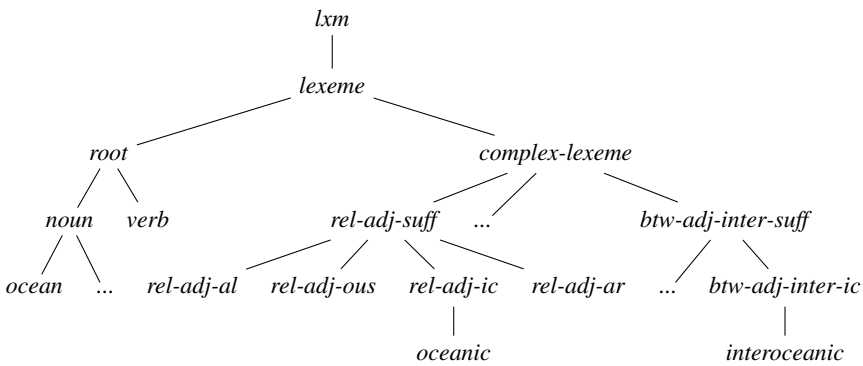 lxm
lexeme
root complex-lexeme
noun verb rel-adj-suff ... btw-adj-inter-suff
ocean ... rel-adj-al rel-adj-ous rel-adj-ic rel-adj-ar ... btw-adj-inter-ic
oceanic interoceanic